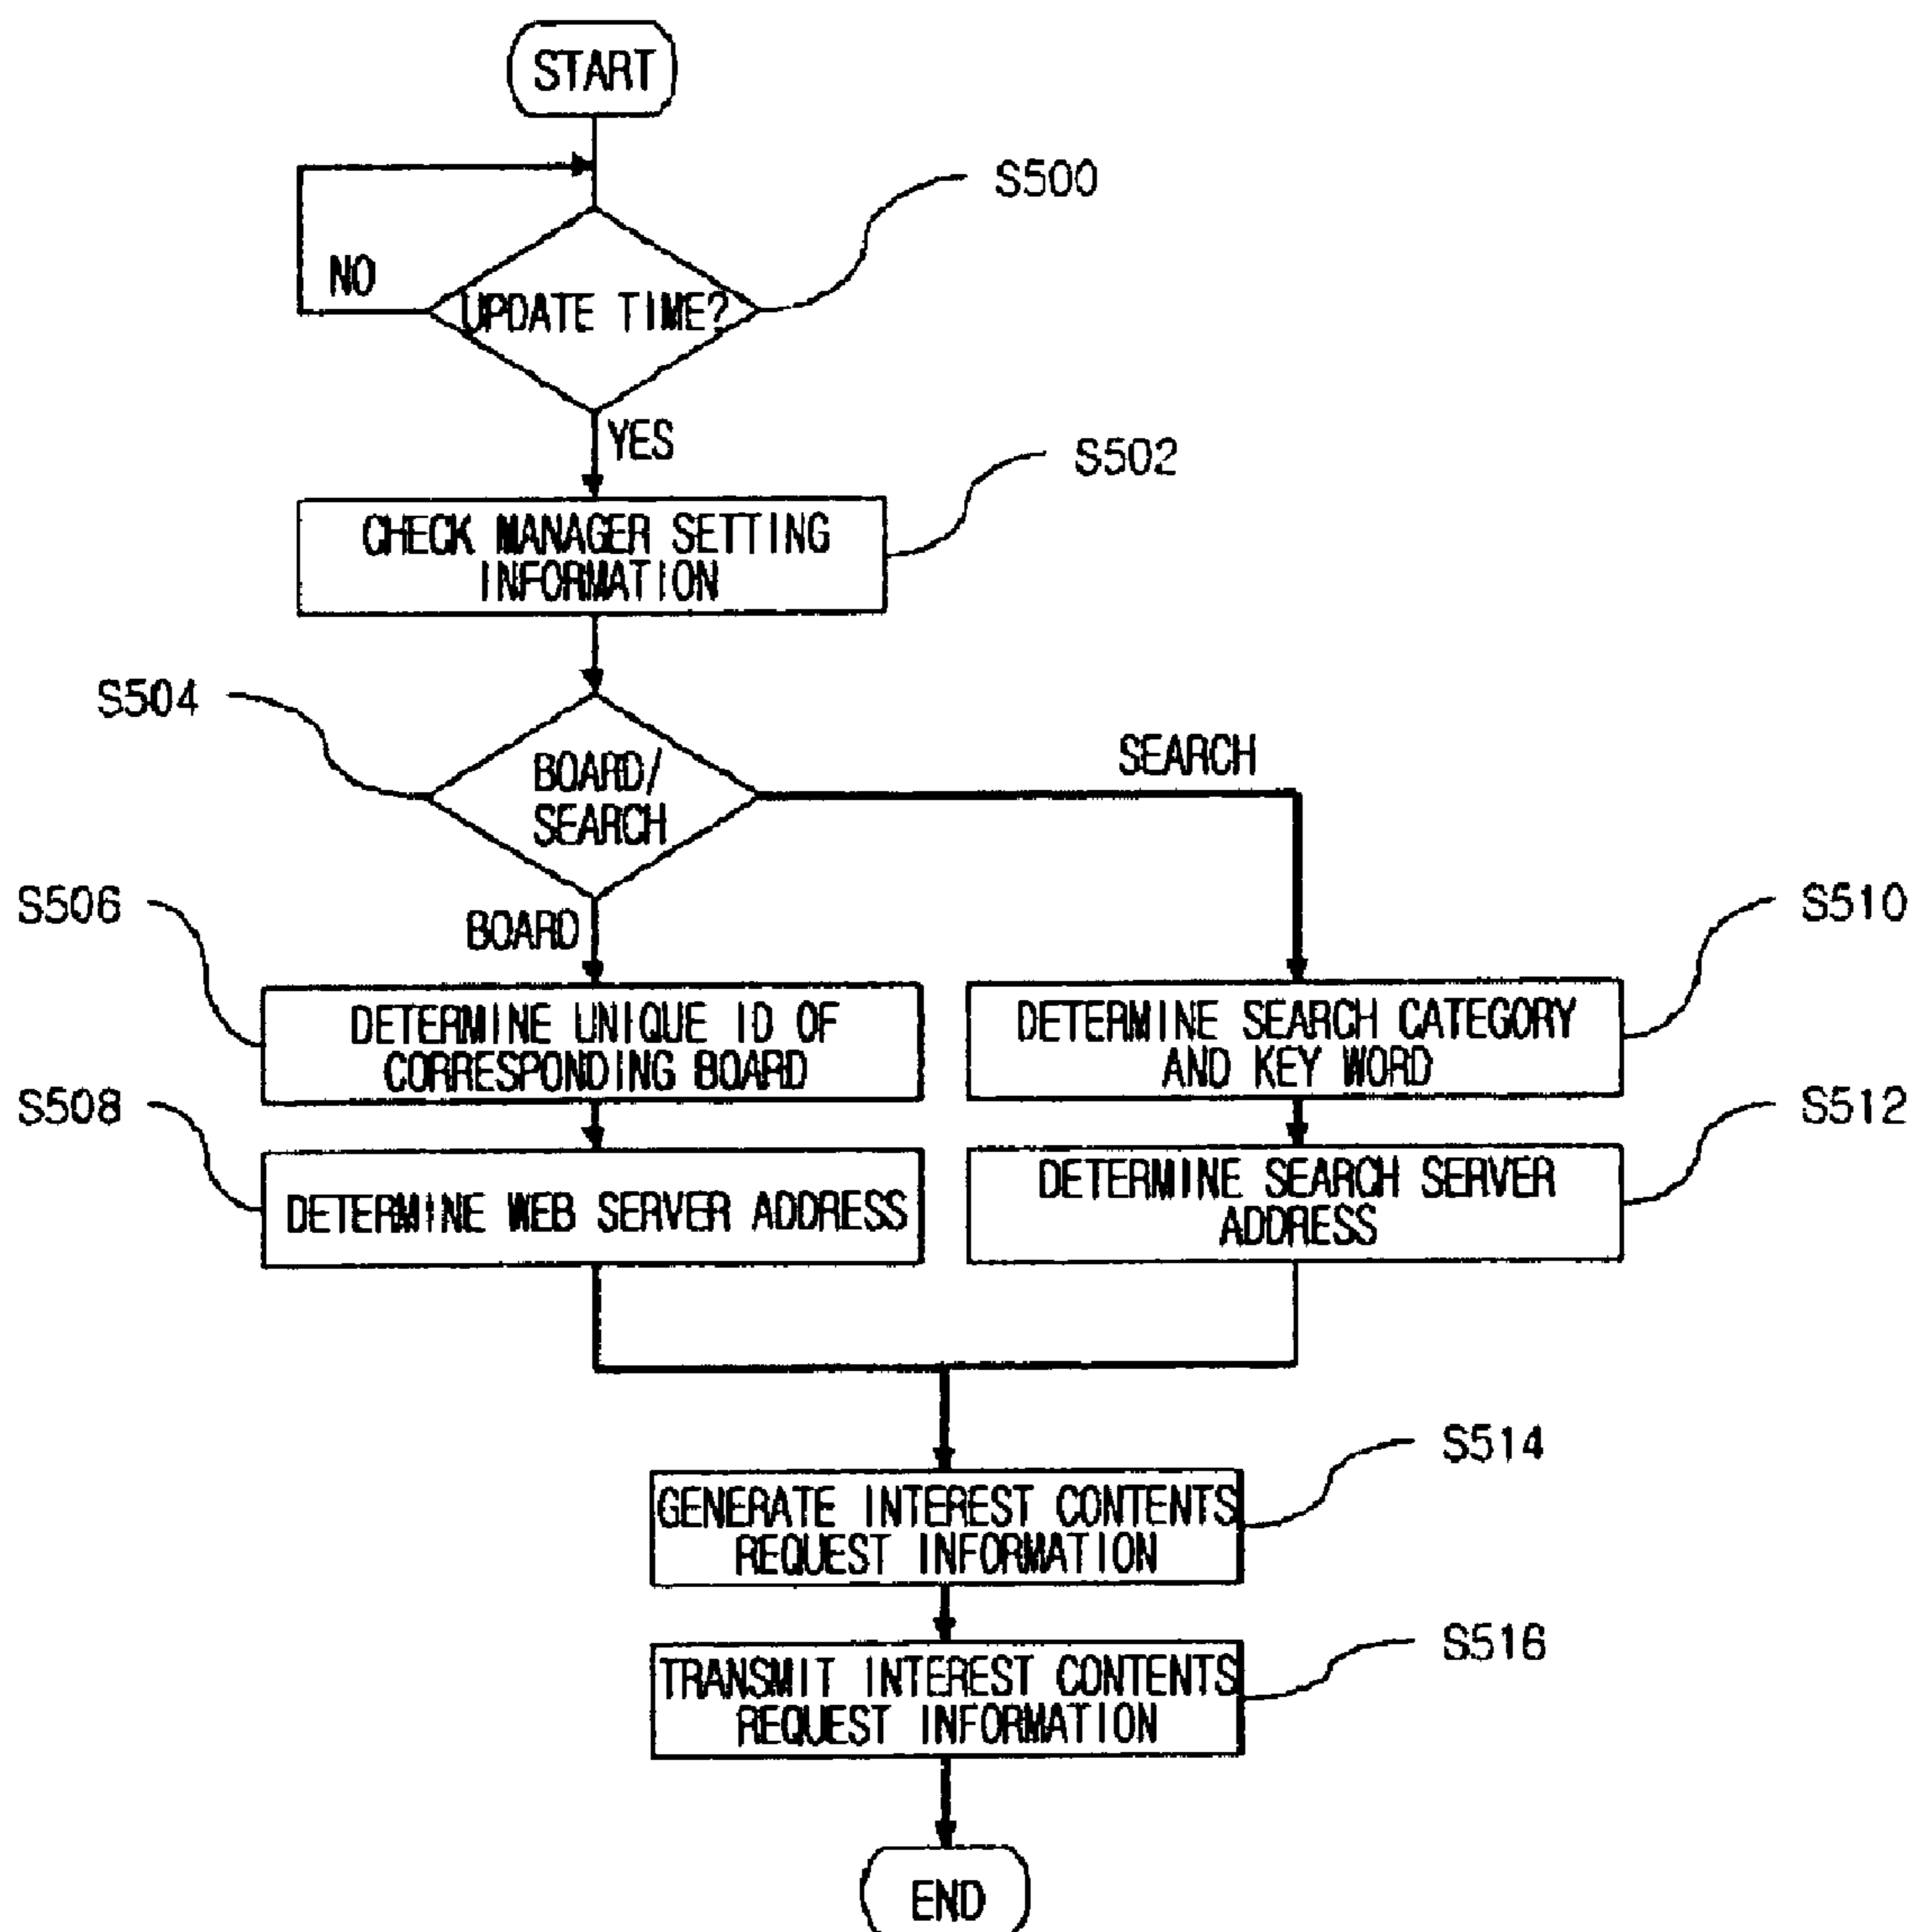 START
S500
NO
UPDATE TIME?
YES
S502
CHECK MANAGER SETTING
INFORMATION
S504
BOARD/
SEARCH
SEARCH
BOARD
S506
DETERMINE UNIQUE ID OF
CORRESPONDING BOARD
S510
DETERMINE SEARCH CATEGORY
AND KEY WORD
S508
DETERMINE WEB SERVER ADDRESS
S512
DETERMINE SEARCH SERVER
ADDRESS
S514
GENERATE INTEREST CONTENTS
REQUEST INFORMATION
S516
TRANSMIT INTEREST CONTENTS
REQUEST INFORMATION
END